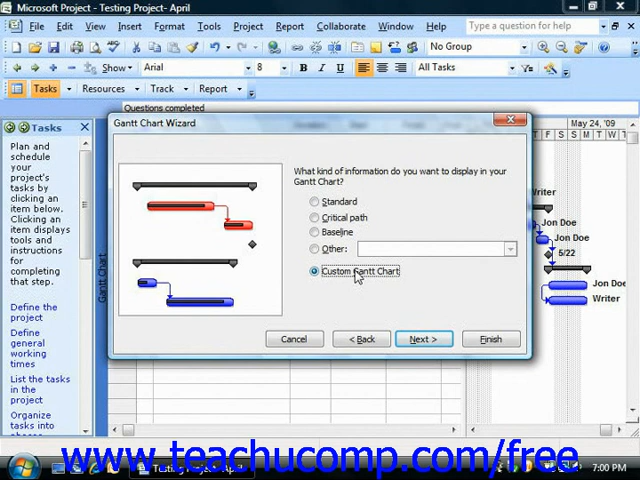 Microsoft Project - Testing Project- April
File Edit View Insert Format Tools Project Report Collaborate Window Help Type a question for help
No Group
Show Arial 8 B I U All Tasks
Tasks Resources Track Report
Questions completed
Tasks
Plan and
schedule
your
project's
tasks by
clicking an
item below.
Clicking an
item displays
tools and
instructions
for
completing
that step.
Define the
project
Define
general
working
times
List the tasks
in the
project
Organize
tasks into
Gantt Chart
Gantt Chart Wizard
What kind of information do you want to display in your
Gantt Chart?
Standard
Critical path
Baseline
Other:
Custom Gantt Chart
Cancel < Back Next > Finish
May 24, '09
T F S S M T W
Writer
Jon Doe
Jon Doe
5/22
Jon Doe
Writer
www.teachucomp.com/free
Testing Project- April
7:00 PM